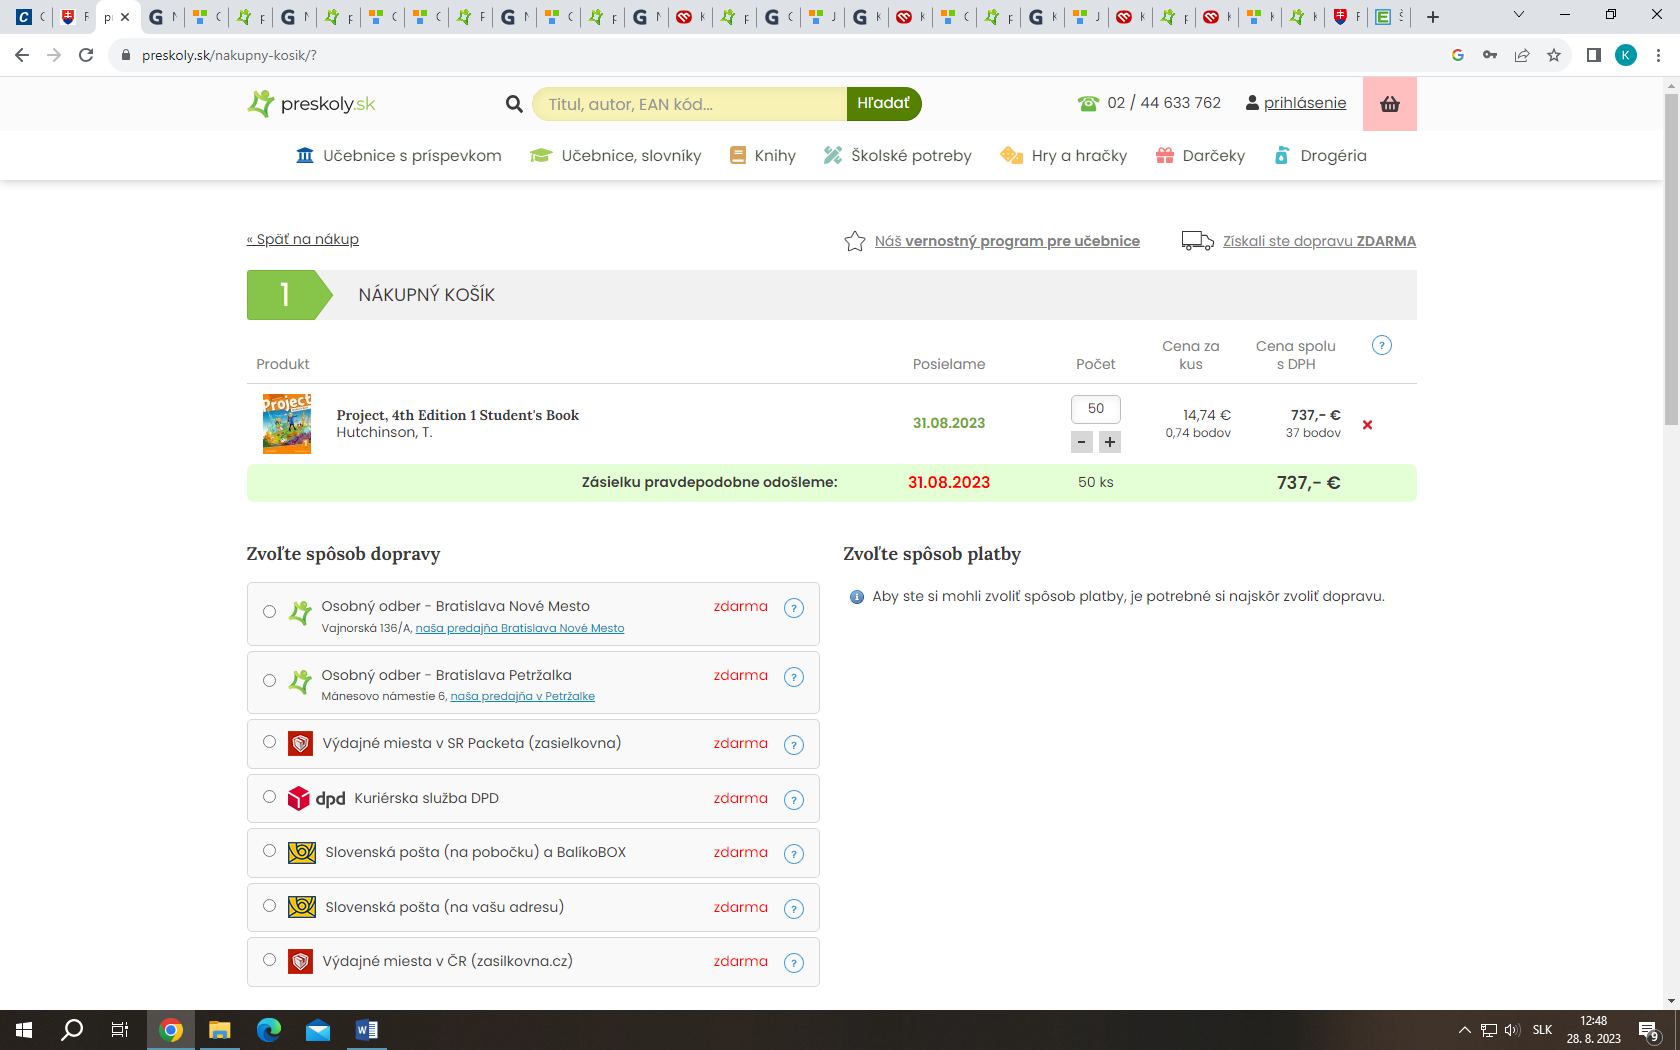 preskoly.sk/nakupny-kosik/?
K
preskoly.sk
Titul, autor, EAN kód...
Hľadať
02 / 44 633 762
prihlásenie
Učebnice s príspevkom
Učebnice, slovníky
Knihy
Školské potreby
Hry a hračky
Darčeky
Drogéria
« Späť na nákup
Náš vernostný program pre učebnice
Získali ste dopravu ZDARMA
1
NÁKUPNÝ KOŠÍK
Produkt
Posielame
Počet
Cena za
kus
Cena spolu
s DPH
?
Project
Project, 4th Edition 1 Student's Book
Hutchinson, T.
31.08.2023
50
- +
14,74 €
0,74 bodov
737,- €
37 bodov
Zásielku pravdepodobne odošleme:
31.08.2023
50 ks
737,- €
Zvoľte spôsob dopravy
Osobný odber - Bratislava Nové Mesto
zdarma
?
Vajnorská 136/A, naša predajňa Bratislava Nové Mesto
Osobný odber - Bratislava Petržalka
zdarma
?
Mánesovo námestie 6, naša predajňa v Petržalke
Výdajné miesta v SR Packeta (zasielkovna)
zdarma
?
dpd
Kuriérska služba DPD
zdarma
?
Slovenská pošta (na pobočku) a BalíkoBOX
zdarma
?
Slovenská pošta (na vašu adresu)
zdarma
?
Výdajné miesta v ČR (zasilkovna.cz)
zdarma
?
Zvoľte spôsob platby
Aby ste si mohli zvoliť spôsob platby, je potrebné si najskôr zvoliť dopravu.
SLK
12:48
28. 8. 2023
9